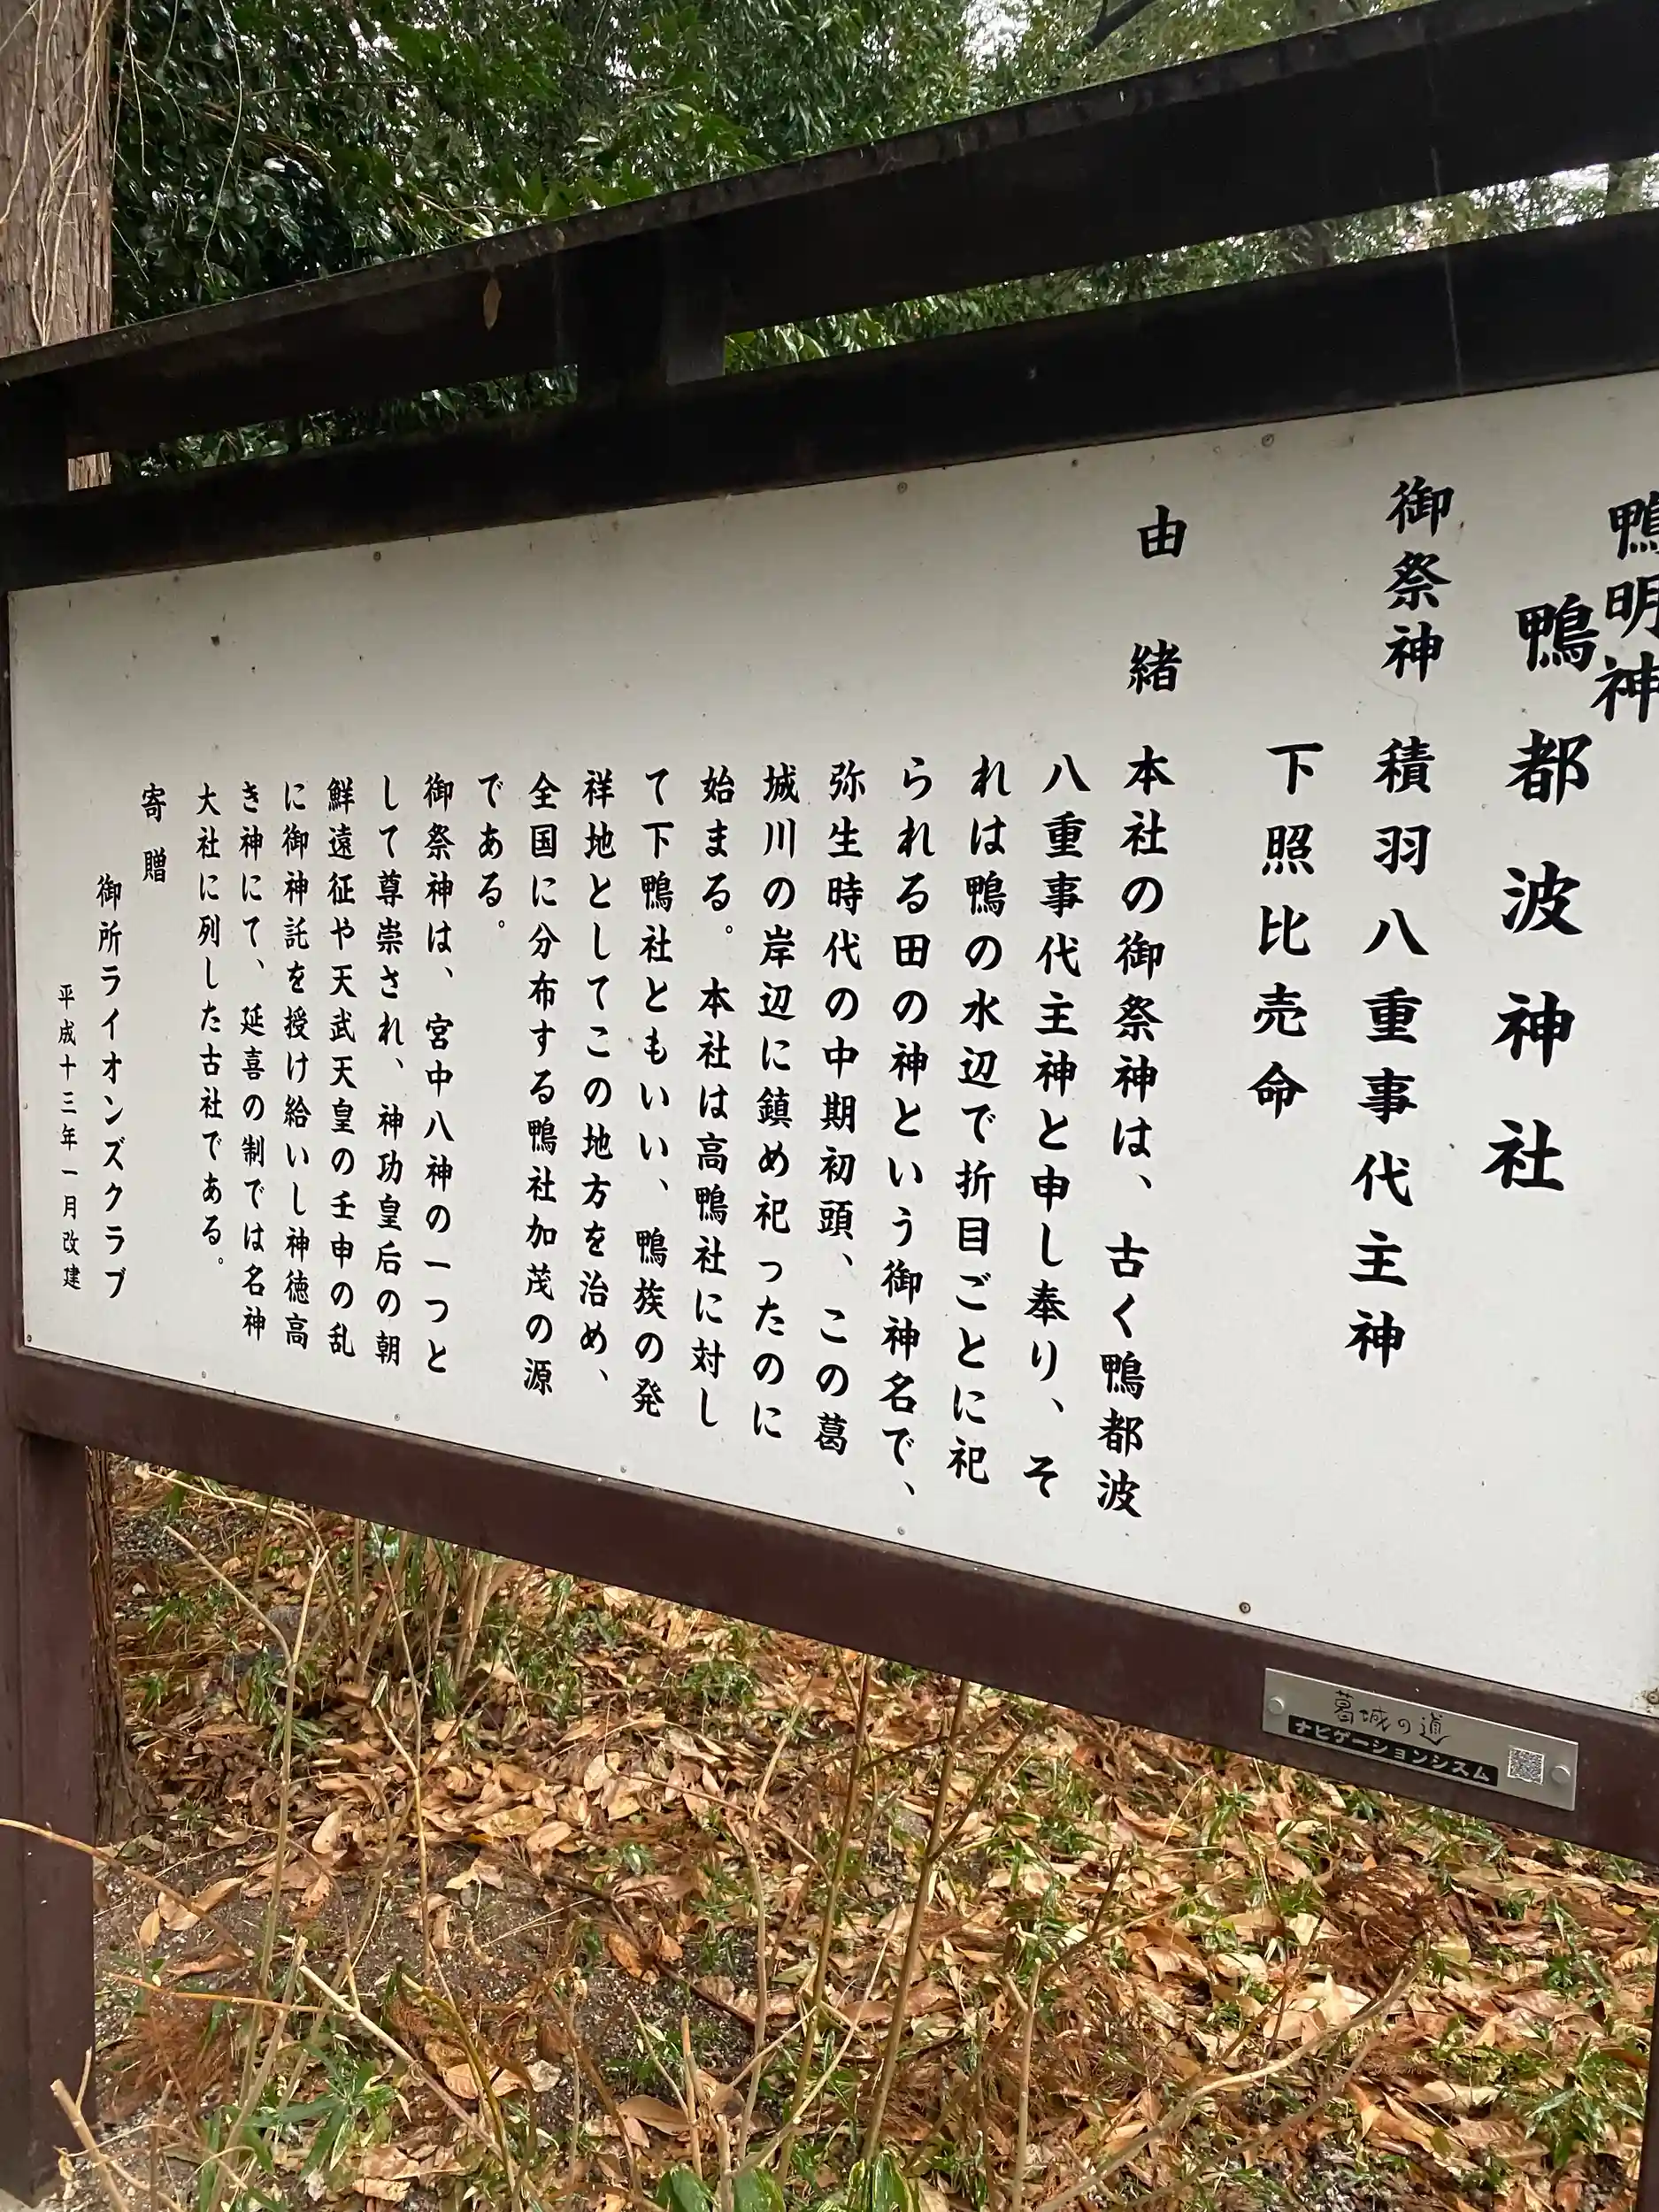 鴨明神
鴨都波神社
御祭神 積羽八重事代主神
下照比売命
由緒 本社の御祭神は、古く鴨都波
八重事代主神と申し奉り、そ
れは鴨の水辺で折目ごとに祀
られる田の神という御神名で、
弥生時代の中期初頭、この葛
城川の岸辺に鎮め祀ったのに
始まる。本社は高鴨社に対し
て下鴨社ともいい、鴨族の発
祥地としてこの地方を治め、
全国に分布する鴨社加茂の源
である。
御祭神は、宮中八神の一つと
して尊崇され、神功皇后の朝
鮮遠征や天武天皇の壬申の乱
に御神託を授け給いし神徳高
き神にて、延喜の制では名神
大社に列した古社である。
寄贈
御所ライオンズクラブ
平成十三年一月改建
葛城の道
ナビゲーションシスム